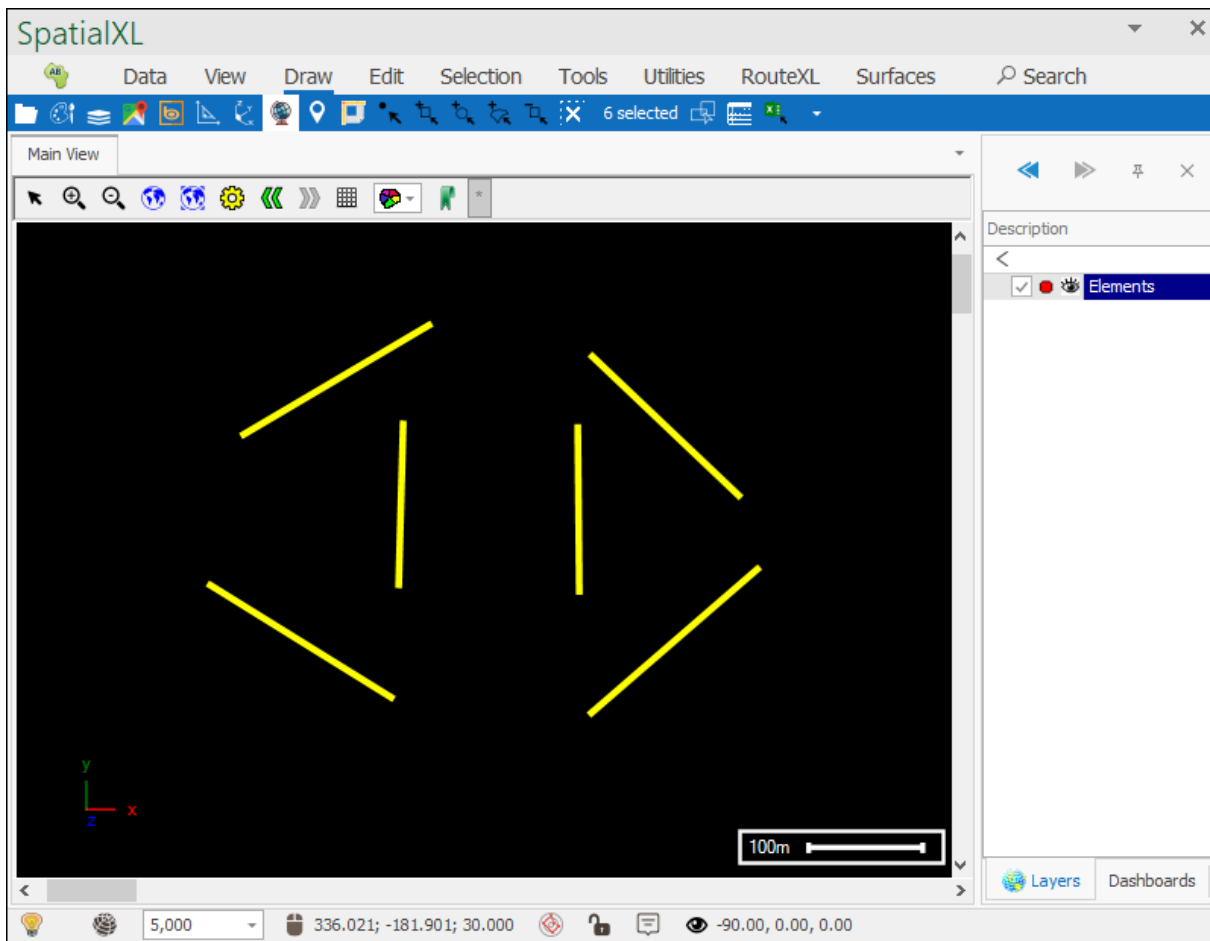 SpatialXL
AB Data View Draw Edit Selection Tools Utilities RouteXL Surfaces Search
6 selected
Main View
*
Description
Elements
y
x
z
100m
Layers Dashboards
5,000 336.021; -181.901; 30.000 -90.00, 0.00, 0.00